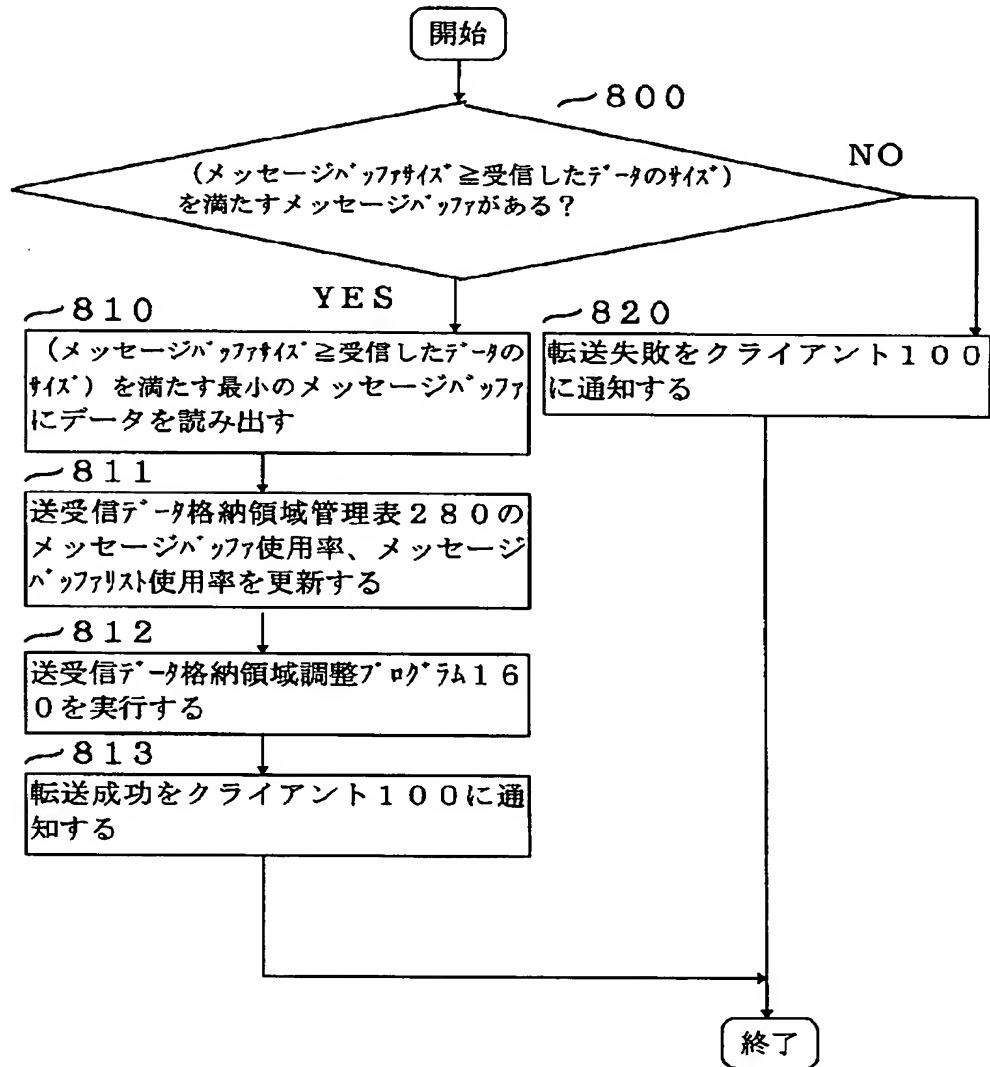 開始
800
NO
(メッセージバッファサイズ≧受信したデータのサイズ)
を満たすメッセージバッファがある?
YES
810
(メッセージバッファサイズ≧受信したデータの
サイズ)を満たす最小のメッセージバッファ
にデータを読み出す
820
転送失敗をクライアント100
に通知する
811
送受信データ格納領域管理表280の
メッセージバッファ使用率、メッセージ
バッファリスト使用率を更新する
812
送受信データ格納領域調整プログラム16
0を実行する
813
転送成功をクライアント100に通
知する
終了